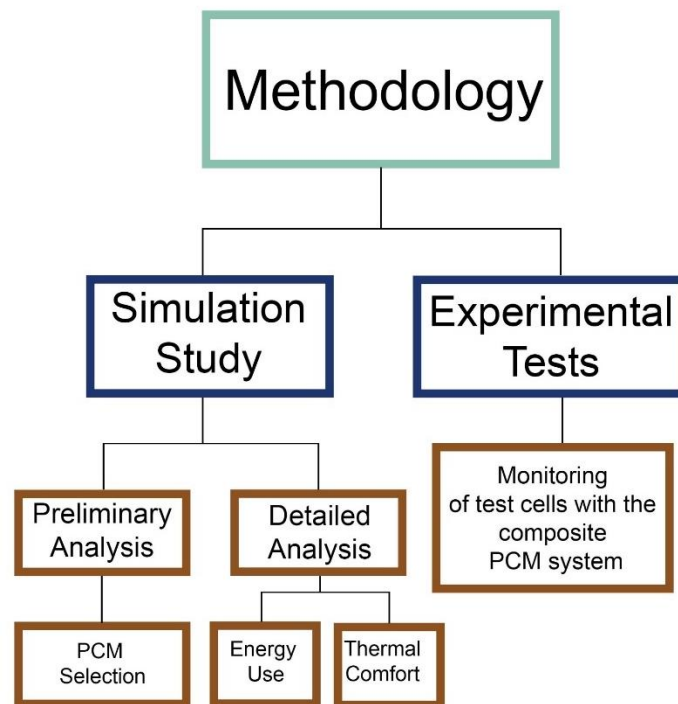 Methodology
Simulation
Study
Experimental
Tests
Preliminary
Analysis
Detailed
Analysis
Monitoring
of test cells with the
composite
PCM system
PCM
Selection
Energy
Use
Thermal
Comfort